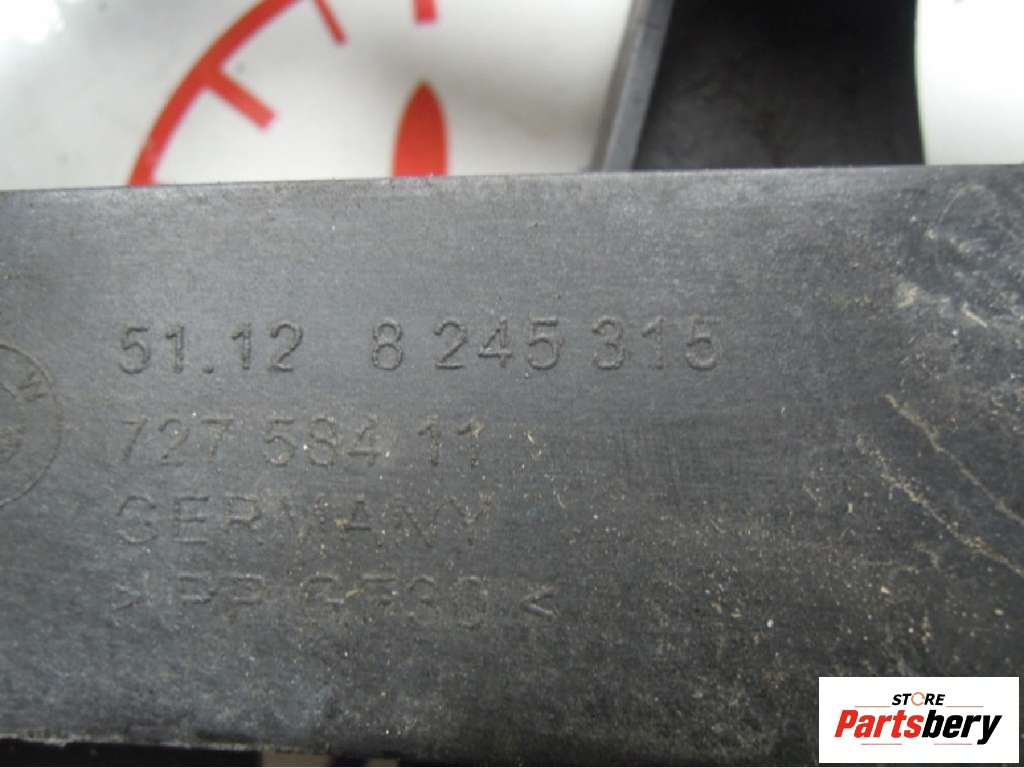 51.12 8 245 315
727 584 11
GERMANY
>PP GF30<
W
STORE
Partsbery